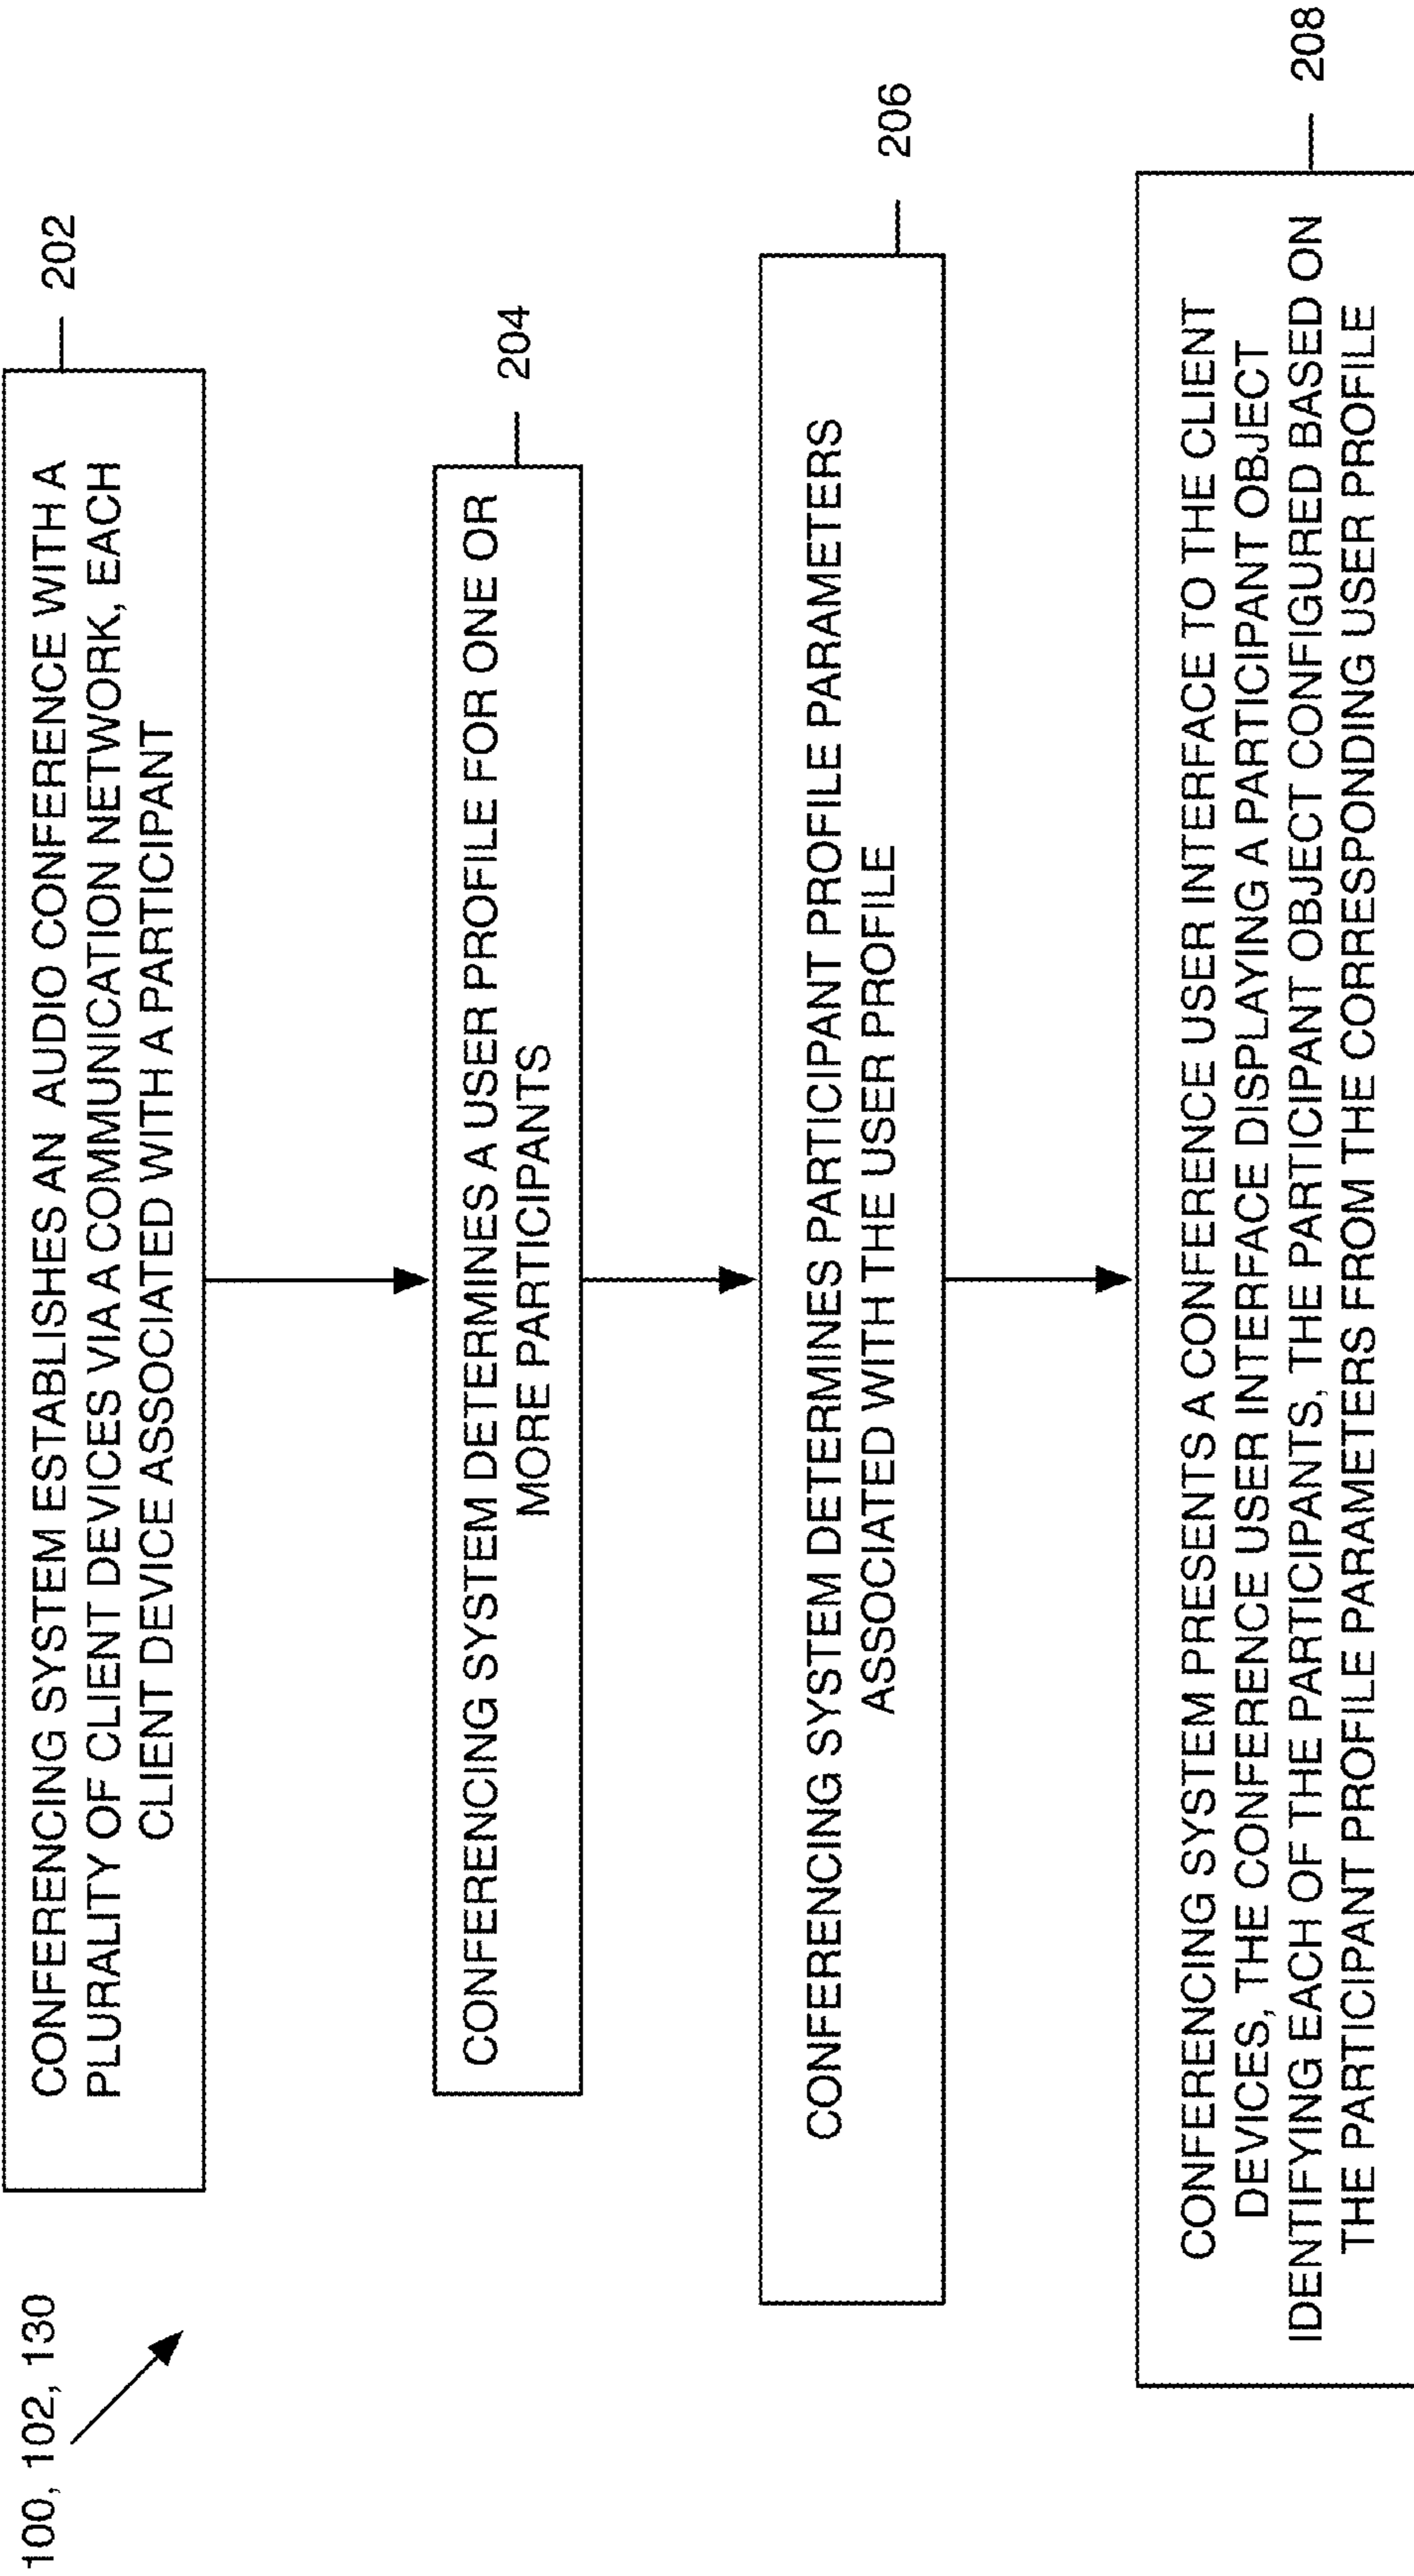 100, 102, 130
CONFERENCING SYSTEM ESTABLISHES AN AUDIO CONFERENCE WITH A
PLURALITY OF CLIENT DEVICES VIA A COMMUNICATION NETWORK, EACH
CLIENT DEVICE ASSOCIATED WITH A PARTICIPANT
202
CONFERENCING SYSTEM DETERMINES A USER PROFILE FOR ONE OR
MORE PARTICIPANTS
204
CONFERENCING SYSTEM DETERMINES PARTICIPANT PROFILE PARAMETERS
ASSOCIATED WITH THE USER PROFILE
206
CONFERENCING SYSTEM PRESENTS A CONFERENCE USER INTERFACE TO THE CLIENT
DEVICES, THE CONFERENCE USER INTERFACE DISPLAYING A PARTICIPANT OBJECT
IDENTIFYING EACH OF THE PARTICIPANTS, THE PARTICIPANT OBJECT CONFIGURED BASED ON
THE PARTICIPANT PROFILE PARAMETERS FROM THE CORRESPONDING USER PROFILE
208